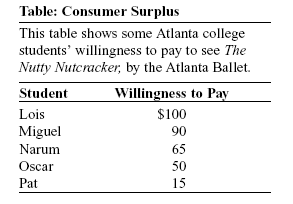 Table: Consumer Surplus
This table shows some Atlanta college
students' willingness to pay to see The
Nutty Nutcracker, by the Atlanta Ballet.
Student Willingness to Pay
Lois $100
Miguel 90
Narum 65
Oscar 50
Pat 15